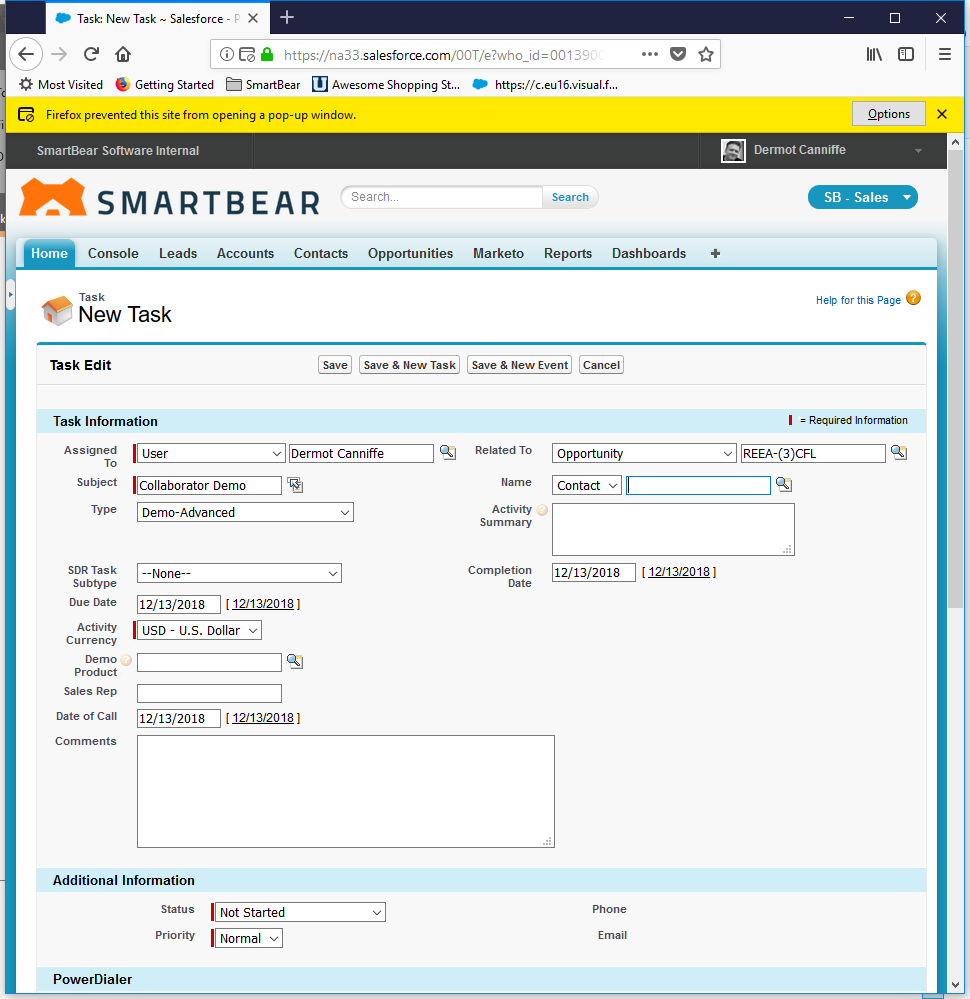 Task: New Task ~ Salesforce - P
https://na33.salesforce.com/00T/e?who_id=0013900
Most Visited Getting Started SmartBear Awesome Shopping St... https://c.eu16.visual.f...
Firefox prevented this site from opening a pop-up window. Options
SmartBear Software Internal Dermot Canniffe
SMARTBEAR Search... Search SB - Sales
Home Console Leads Accounts Contacts Opportunities Marketo Reports Dashboards +
Task
New Task Help for this Page ?
Task Edit Save Save & New Task Save & New Event Cancel
Task Information = Required Information
Assigned To User Dermot Canniffe Related To Opportunity REEA-(3)CFL
Subject Collaborator Demo Name Contact
Type Demo-Advanced Activity Summary ?
SDR Task Subtype --None-- Completion Date 12/13/2018 [ 12/13/2018 ]
Due Date 12/13/2018 [ 12/13/2018 ]
Activity Currency USD - U.S. Dollar
Demo Product ?
Sales Rep
Date of Call 12/13/2018 [ 12/13/2018 ]
Comments
Additional Information
Status Not Started Phone
Priority Normal Email
PowerDialer